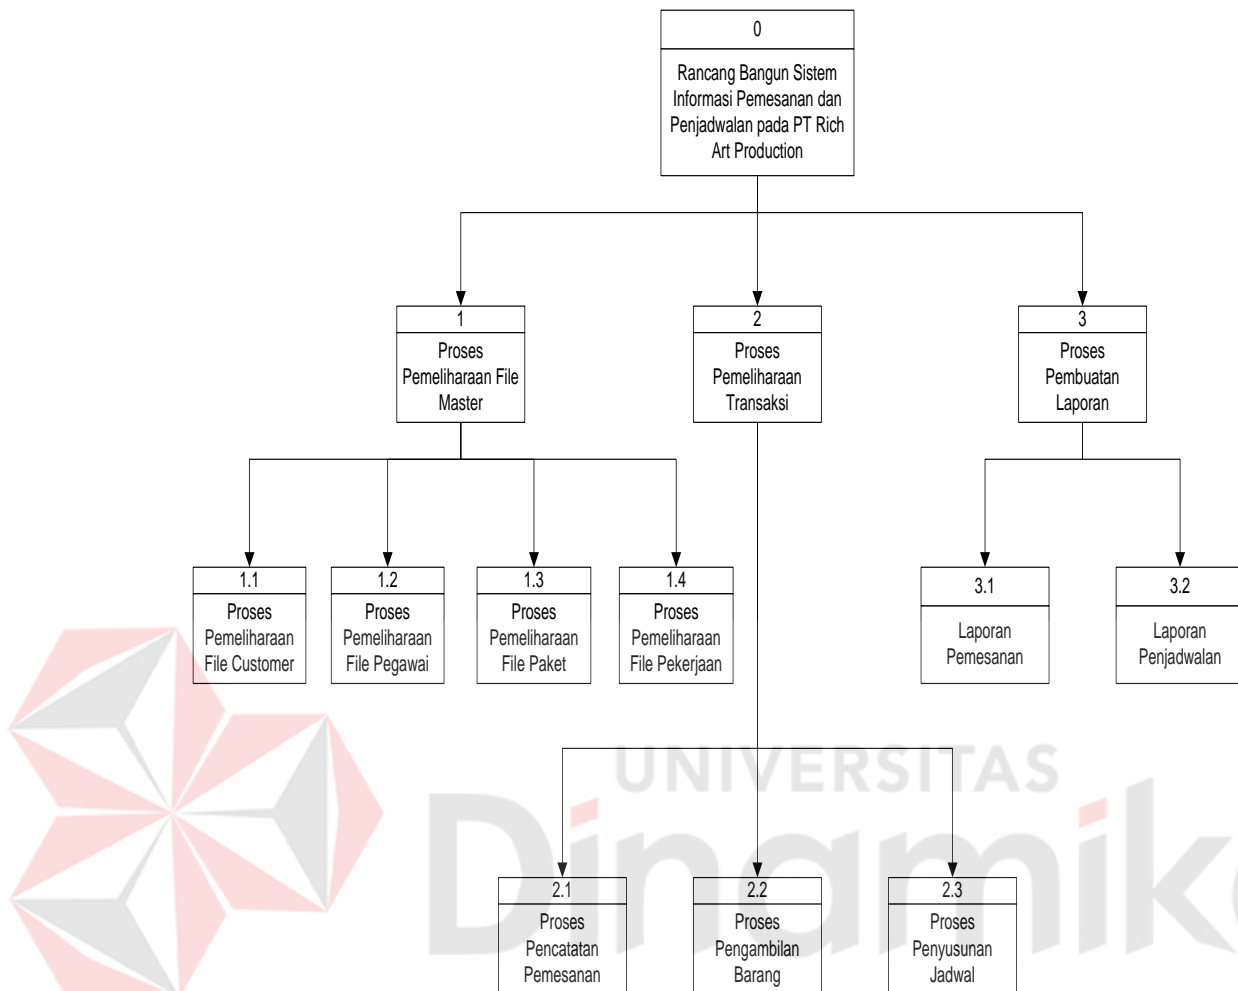 0
Rancang Bangun Sistem
Informasi Pemesanan dan
Penjadwalan pada PT Rich
Art Production
1
Proses
Pemeliharaan File
Master
2
Proses
Pemeliharaan
Transaksi
3
Proses
Pembuatan
Laporan
1.1
Proses
Pemeliharaan
File Customer
1.2
Proses
Pemeliharaan
File Pegawai
1.3
Proses
Pemeliharaan
File Paket
1.4
Proses
Pemeliharaan
File Pekerjaan
3.1
Laporan
Pemesanan
3.2
Laporan
Penjadwalan
UNIVERSITAS
Dinamika
2.1
Proses
Pencatatan
Pemesanan
2.2
Proses
Pengambilan
Barang
2.3
Proses
Penyusunan
Jadwal